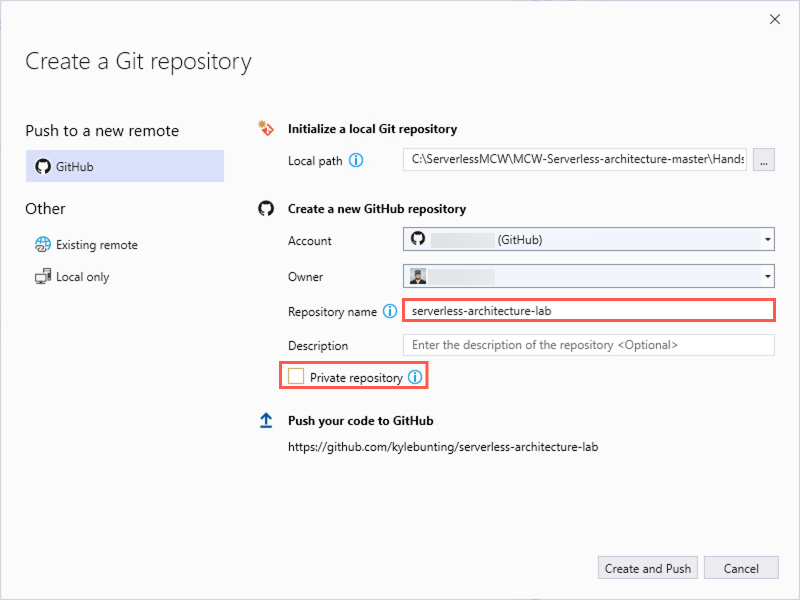 Create a Git repository
Push to a new remote
GitHub
Other
Existing remote
Local only
Initialize a local Git repository
Local path
C:\ServerlessMCW\MCW-Serverless-architecture-master\Hands
...
Create a new GitHub repository
Account
(GitHub)
Owner
Repository name
serverless-architecture-lab
Description
Enter the description of the repository <Optional>
Private repository
Push your code to GitHub
https://github.com/kylebunting/serverless-architecture-lab
Create and Push
Cancel